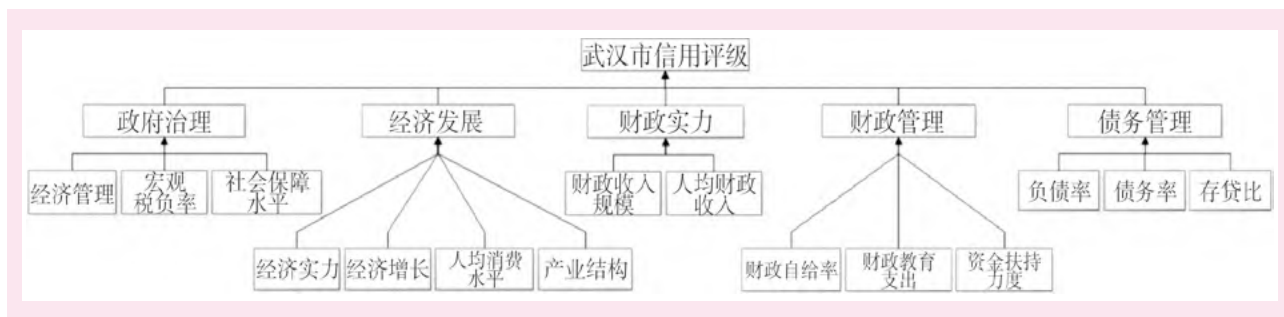 武汉市信用评级
政府治理
经济发展
财政实力
财政管理
债务管理
经济管理
宏观
税负率
社会保障
水平
财政收入
规模
人均财政
收入
负债率
债务率
存贷比
经济实力
经济增长
人均消费
水平
产业结构
财政自给率
财政教育
支出
资金扶持
力度